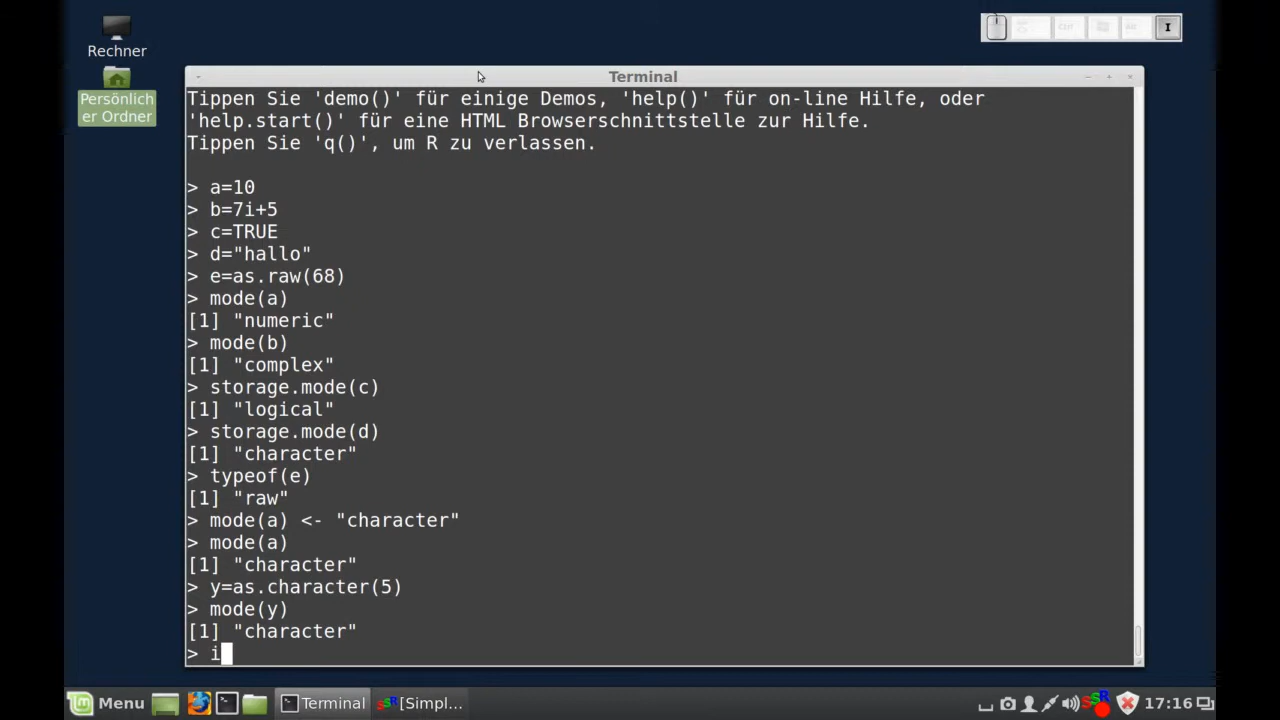 Rechner
Persönlich
er Ordner
I
Terminal
Tippen Sie 'demo()' für einige Demos, 'help()' für on-line Hilfe, oder
'help.start()' für eine HTML Browserschnittstelle zur Hilfe.
Tippen Sie 'q()', um R zu verlassen.
> a=10
> b=7i+5
> c=TRUE
> d="hallo"
> e=as.raw(68)
> mode(a)
[1] "numeric"
> mode(b)
[1] "complex"
> storage.mode(c)
[1] "logical"
> storage.mode(d)
[1] "character"
> typeof(e)
[1] "raw"
> mode(a) <- "character"
> mode(a)
[1] "character"
> y=as.character(5)
> mode(y)
[1] "character"
> i
Menu
Terminal
SSR
[Simpl...
SSR
17:16